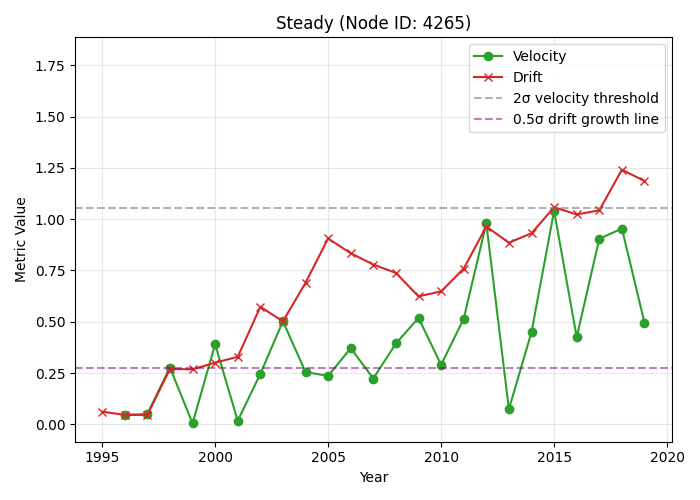 Steady (Node ID: 4265)
Velocity
Drift
2σ velocity threshold
0.5σ drift growth line
Metric Value
1.75
1.50
1.25
1.00
0.75
0.50
0.25
0.00
1995 2000 2005 2010 2015 2020
Year